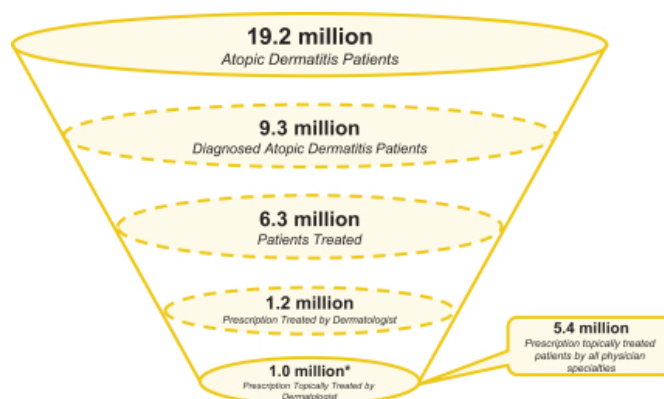 19.2 million
Atopic Dermatitis Patients
9.3 million
Diagnosed Atopic Dermatitis Patients
6.3 million
Patients Treated
1.2 million
Prescription Treated by Dermatologist
1.0 million*
Prescription Topically Treated by
Dermatologist
5.4 million
Prescription topically treated
patients by all physician
specialties